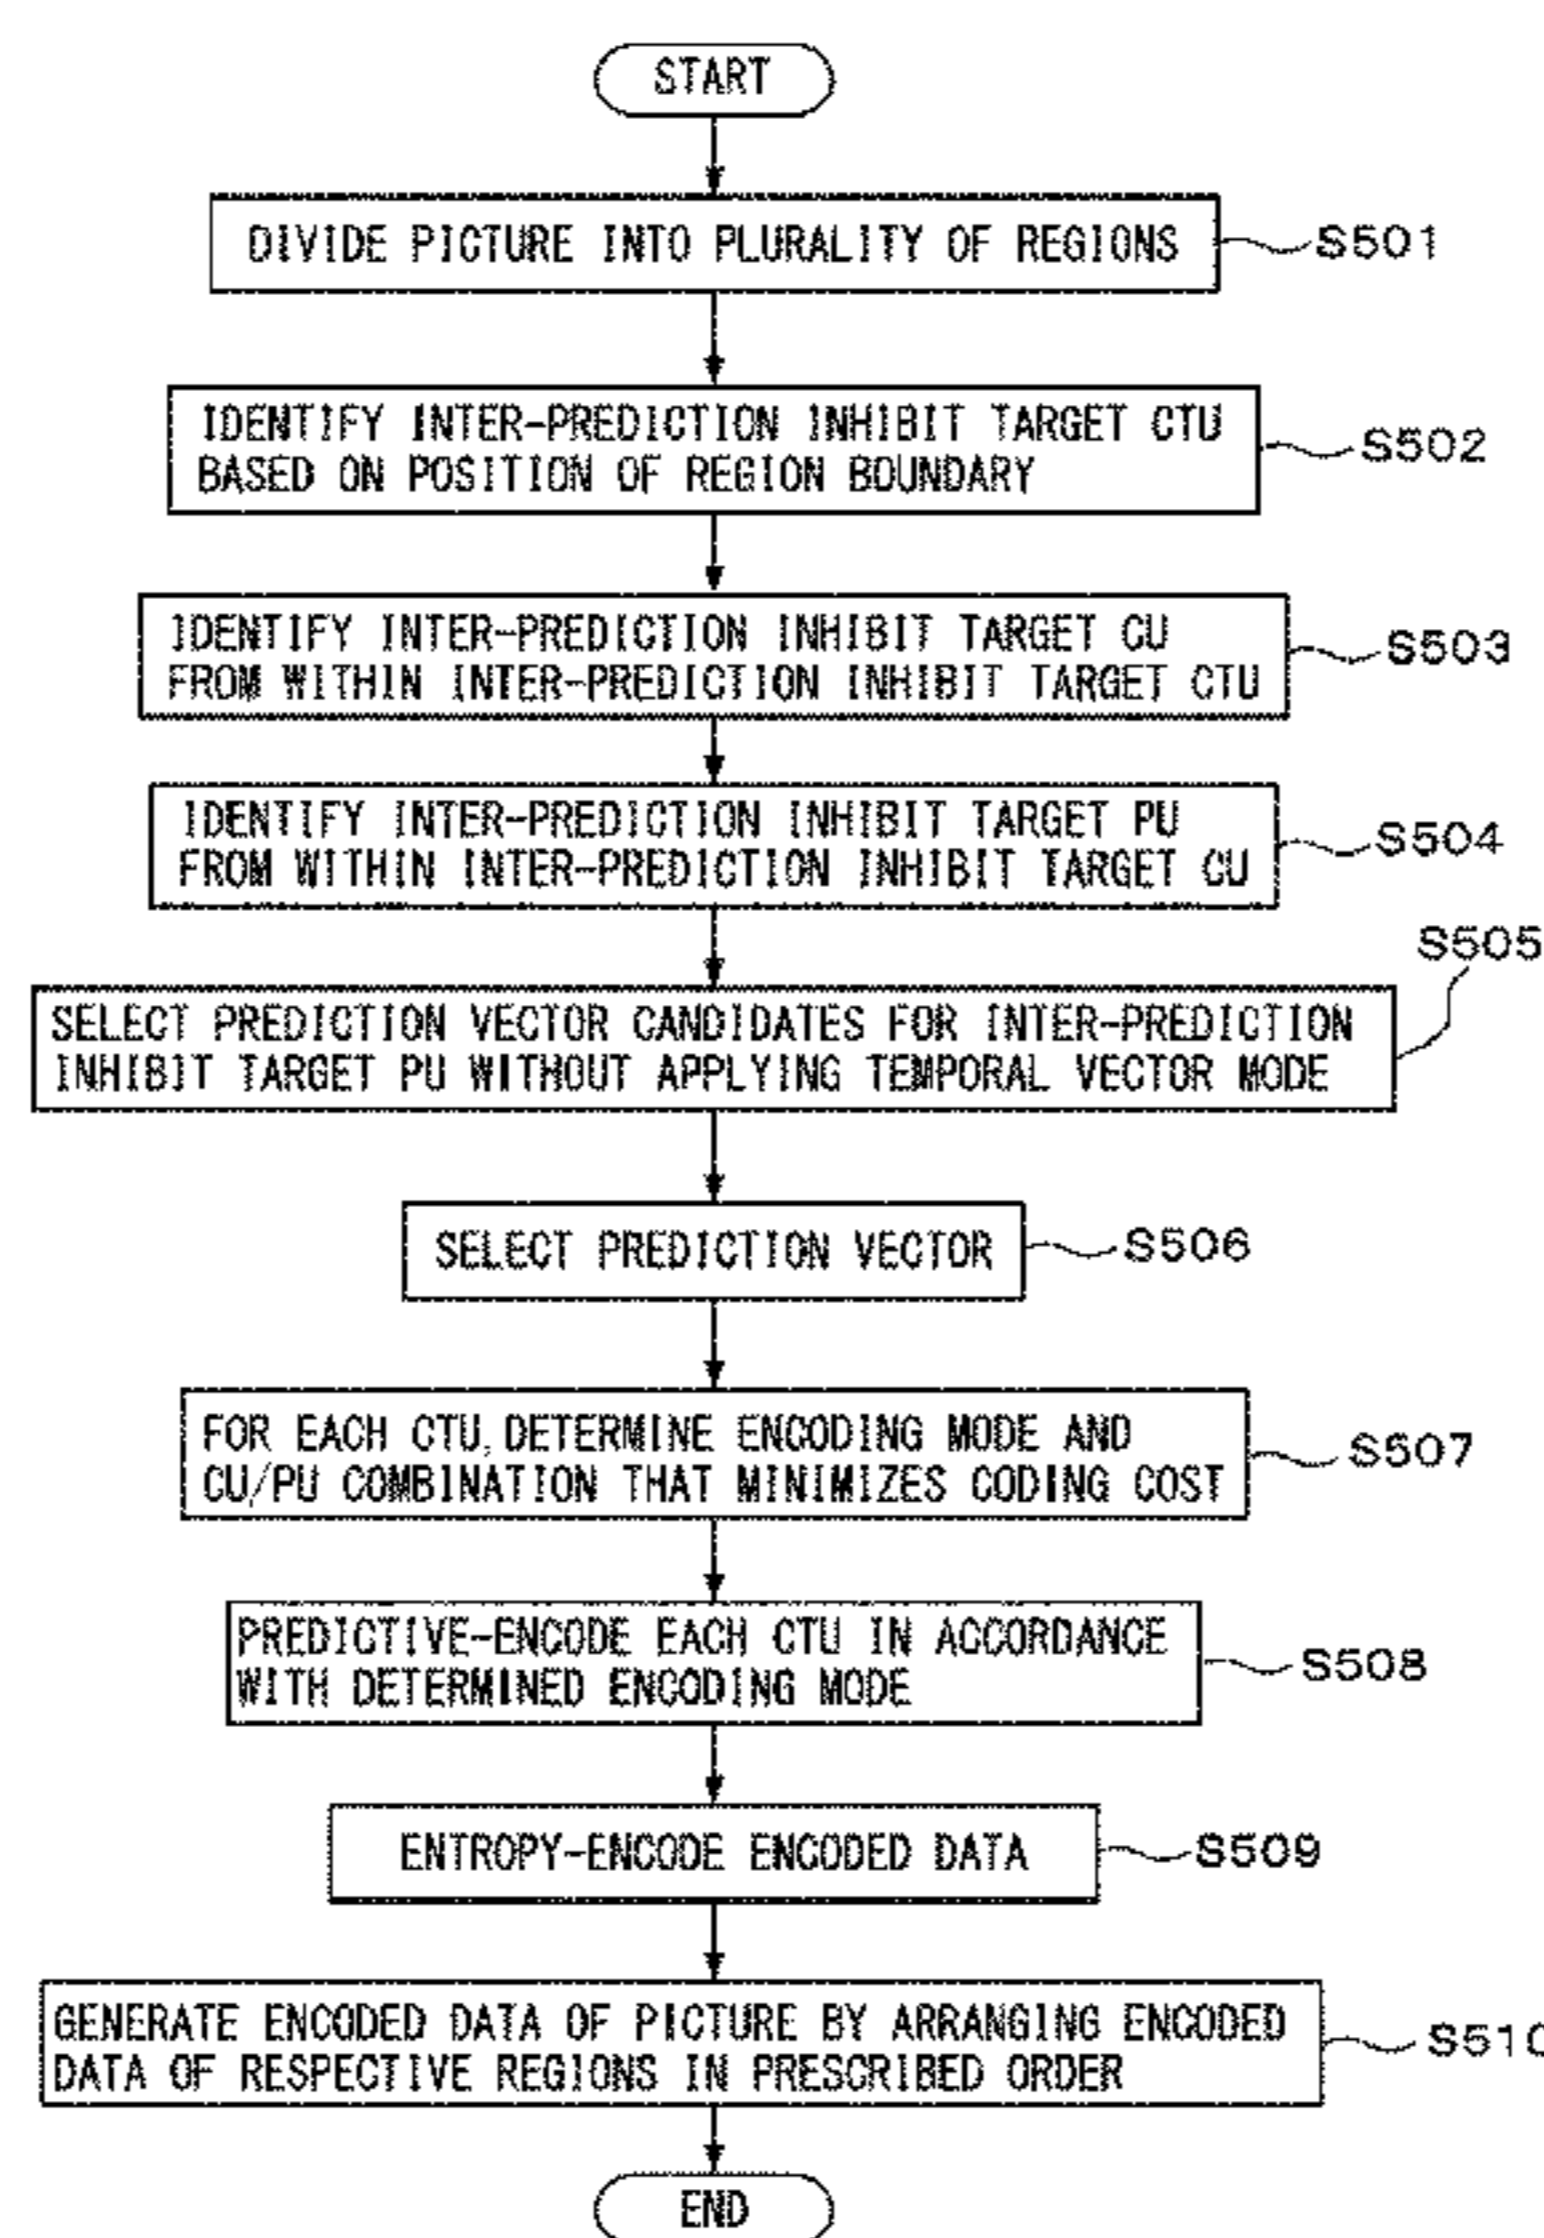 START
DIVIDE PICTURE INTO PLURALITY OF REGIONS
S501
IDENTIFY INTER-PREDICTION INHIBIT TARGET CTU
BASED ON POSITION OF REGION BOUNDARY
S502
IDENTIFY INTER-PREDICTION INHIBIT TARGET CU
FROM WITHIN INTER-PREDICTION INHIBIT TARGET CTU
S503
IDENTIFY INTER-PREDICTION INHIBIT TARGET PU
FROM WITHIN INTER-PREDICTION INHIBIT TARGET CU
S504
S505
SELECT PREDICTION VECTOR CANDIDATES FOR INTER-PREDICTION
INHIBIT TARGET PU WITHOUT APPLYING TEMPORAL VECTOR MODE
SELECT PREDICTION VECTOR
S506
FOR EACH CTU, DETERMINE ENCODING MODE AND
CU/PU COMBINATION THAT MINIMIZES CODING COST
S507
PREDICTIVE-ENCODE EACH CTU IN ACCORDANCE
WITH DETERMINED ENCODING MODE
S508
ENTROPY-ENCODE ENCODED DATA
S509
GENERATE ENCODED DATA OF PICTURE BY ARRANGING ENCODED
DATA OF RESPECTIVE REGIONS IN PRESCRIBED ORDER
S510
END